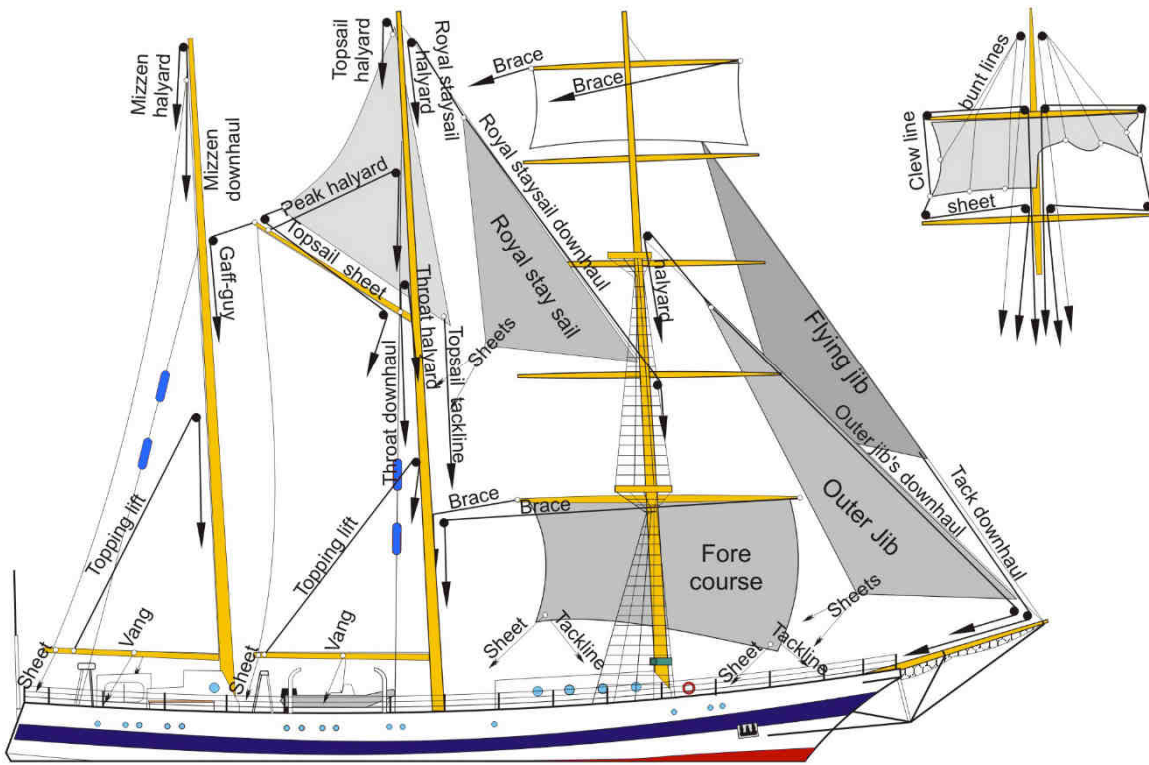 Mizzen
halyard
Mizzen
downhaul
Topsail
halyard
Royal staysail
halyard
Brace
Brace
bunt lines
Clew line
sheet
Peak halyard
Topsail sheet
Gaff-guy
Royal staysail downhaul
Royal stay sail
halyard
Flying jib
Throat halyard
Throat downhaul
Topsail tackline
Sheets
Outer jib's downhaul
Outer Jib
Tack downhaul
Topping lift
Topping lift
Brace
Brace
Fore
course
Sheets
Sheet
Vang
Sheet
Vang
Sheet
Tackline
Sheet
Tackline